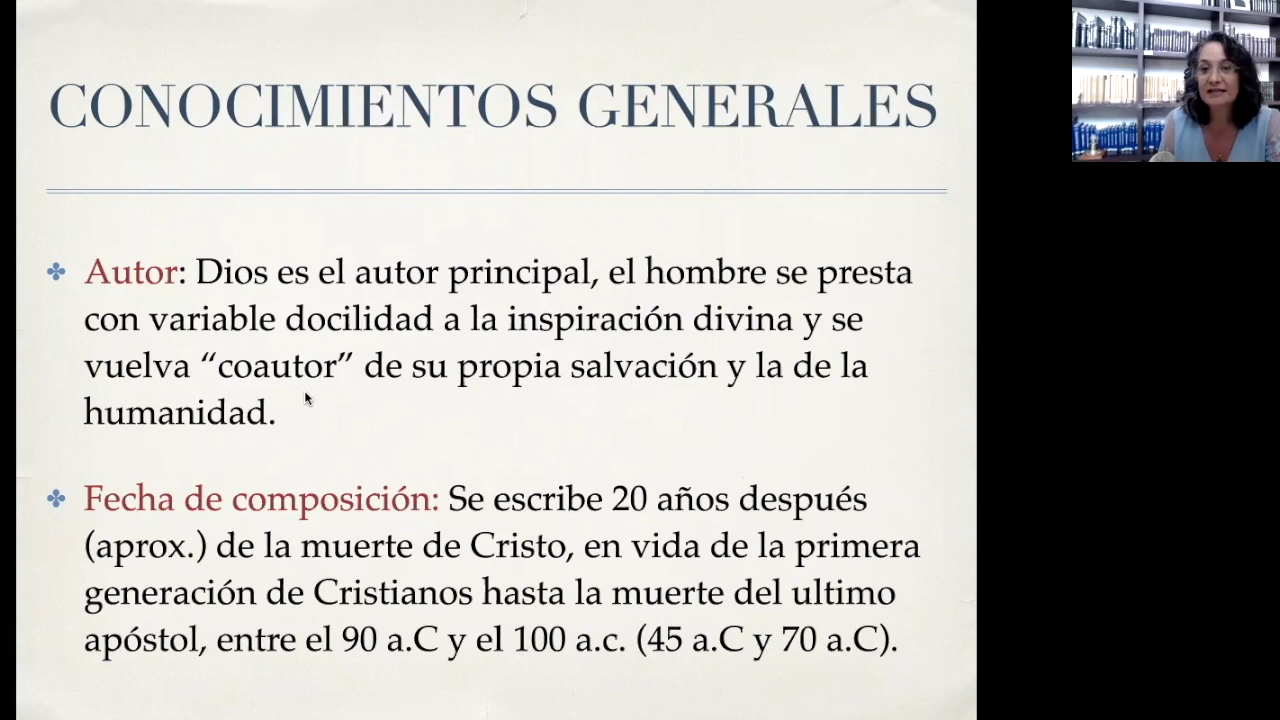 CONOCIMIENTOS GENERALES
Autor: Dios es el autor principal, el hombre se presta
con variable docilidad a la inspiración divina y se
vuelva “coautor” de su propia salvación y la de la
humanidad.
Fecha de composición: Se escribe 20 años después
(aprox.) de la muerte de Cristo, en vida de la primera
generación de Cristianos hasta la muerte del ultimo
apóstol, entre el 90 a.C y el 100 a.c. (45 a.C y 70 a.C).